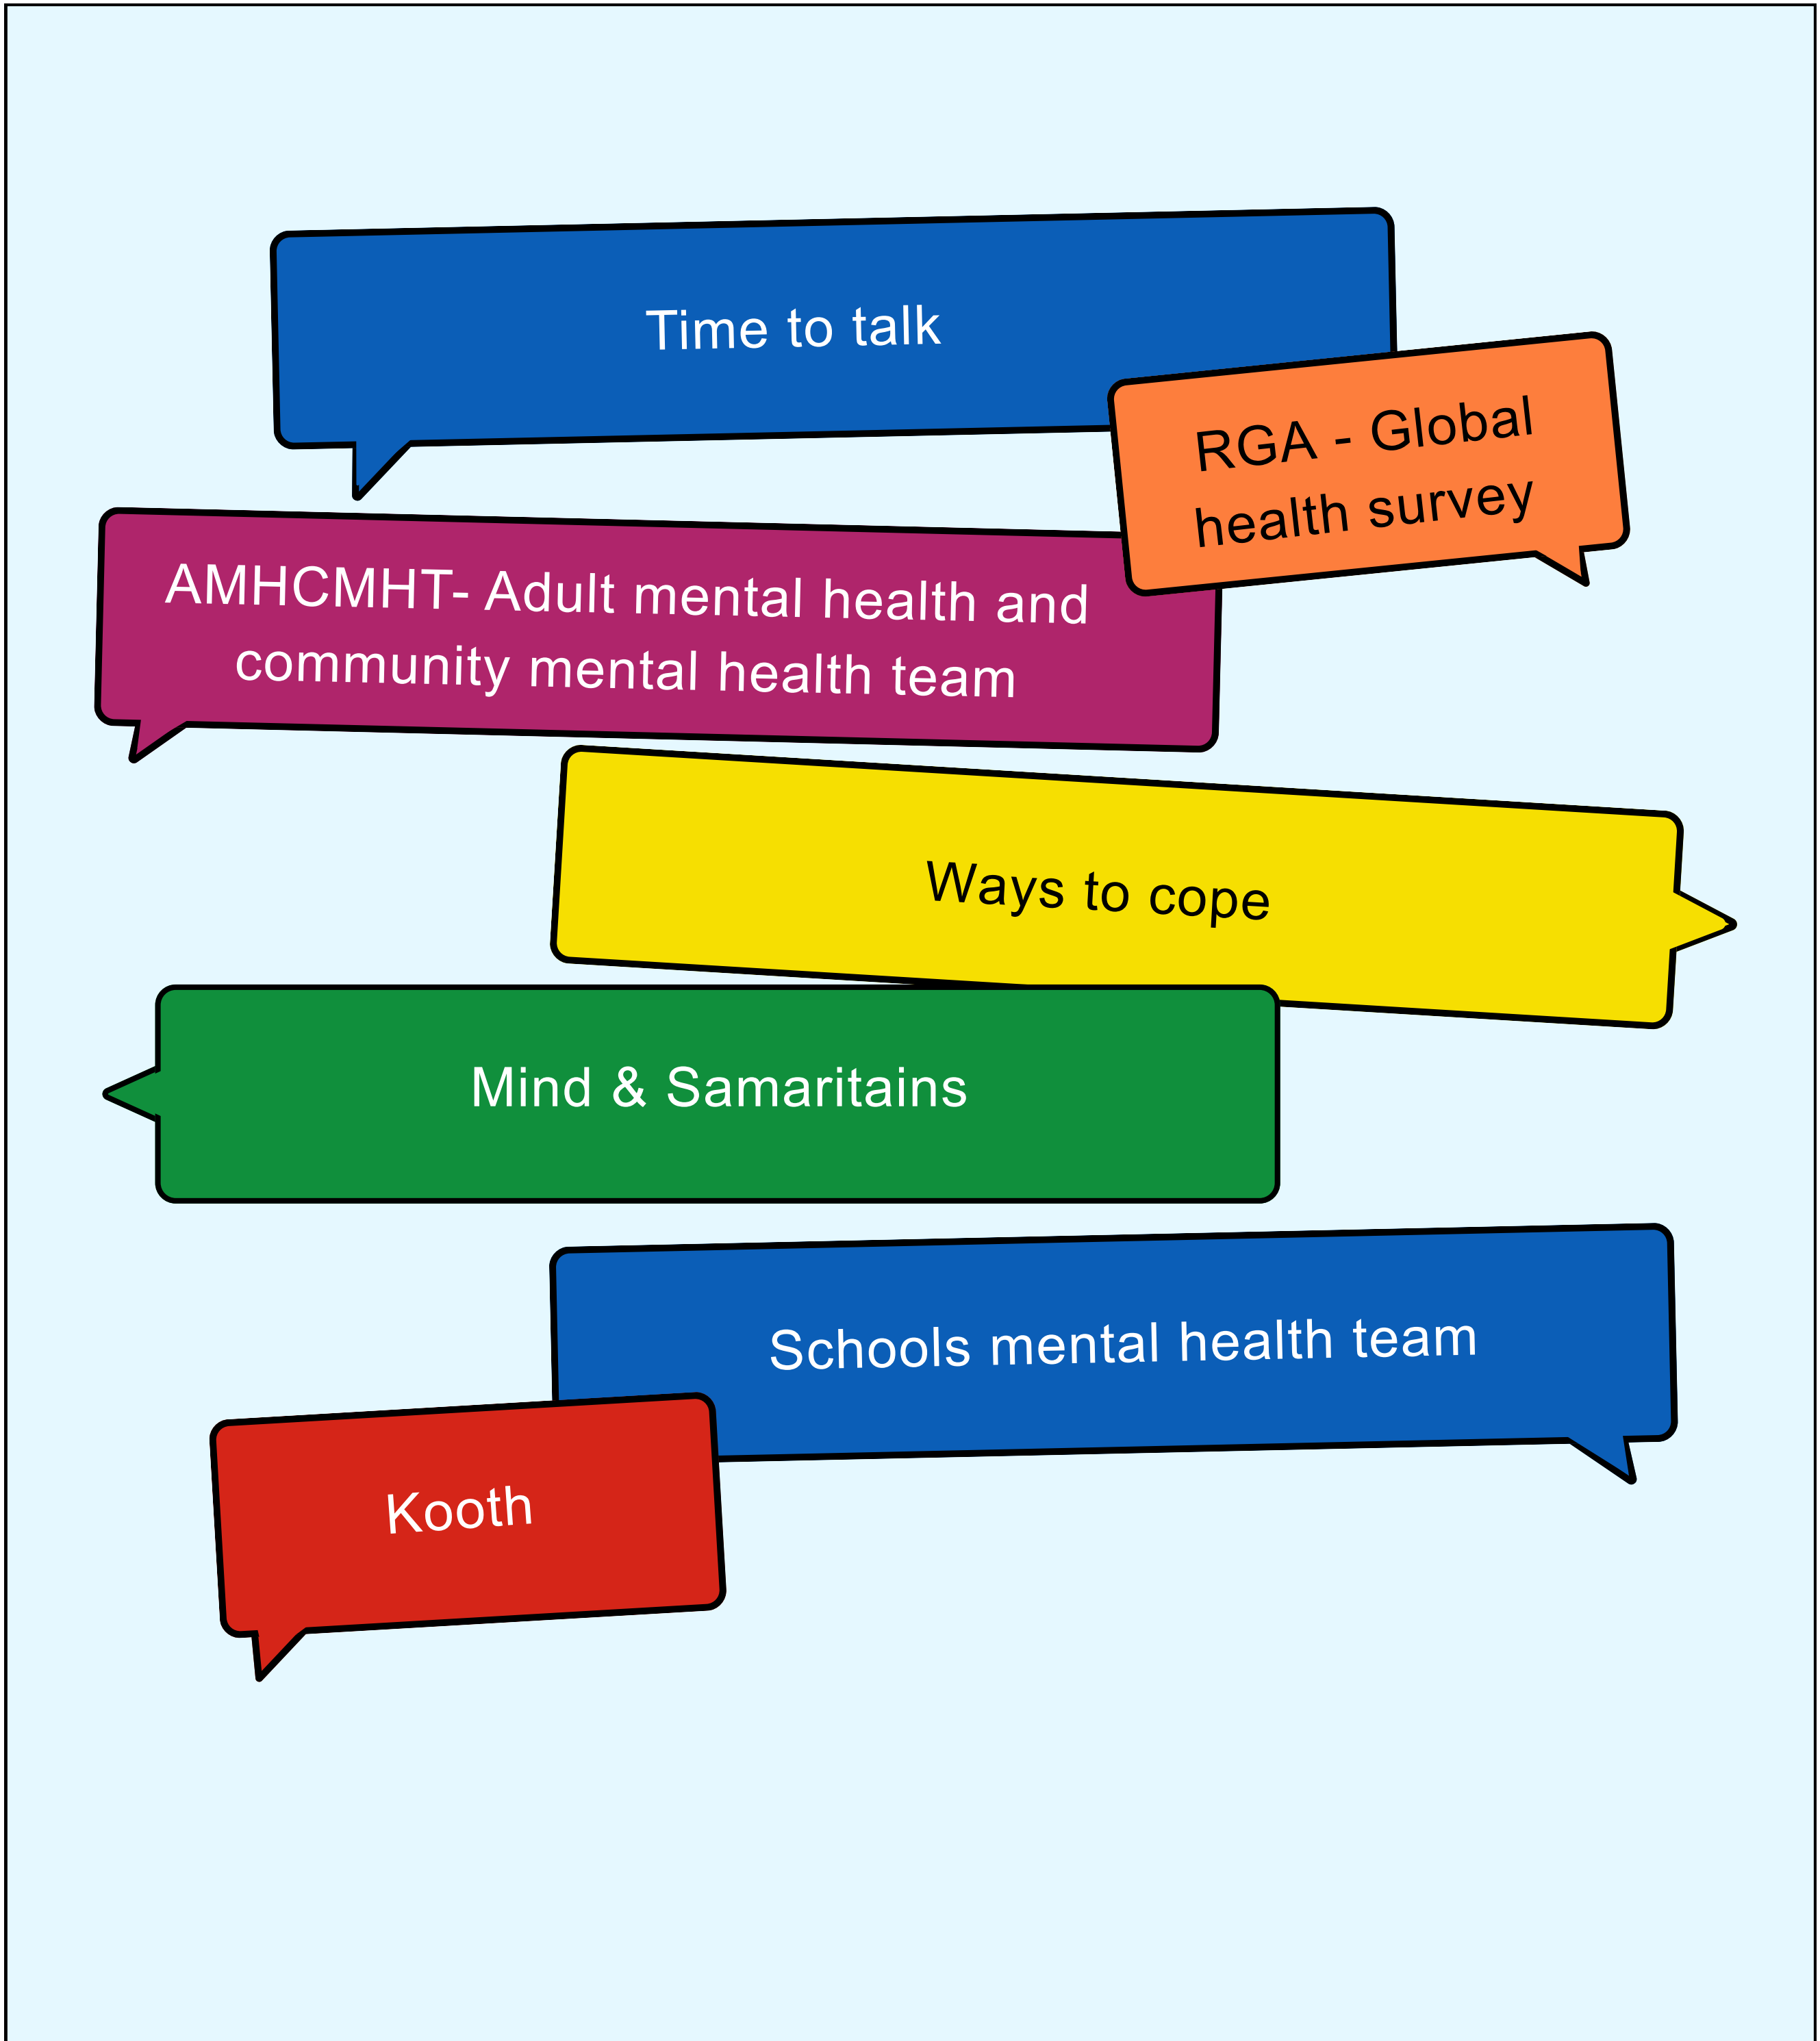 Time to talk
RGA - Global
health survey
AMHCMHT- Adult mental health and
community mental health team
Ways to cope
Mind & Samaritains
Schools mental health team
Kooth